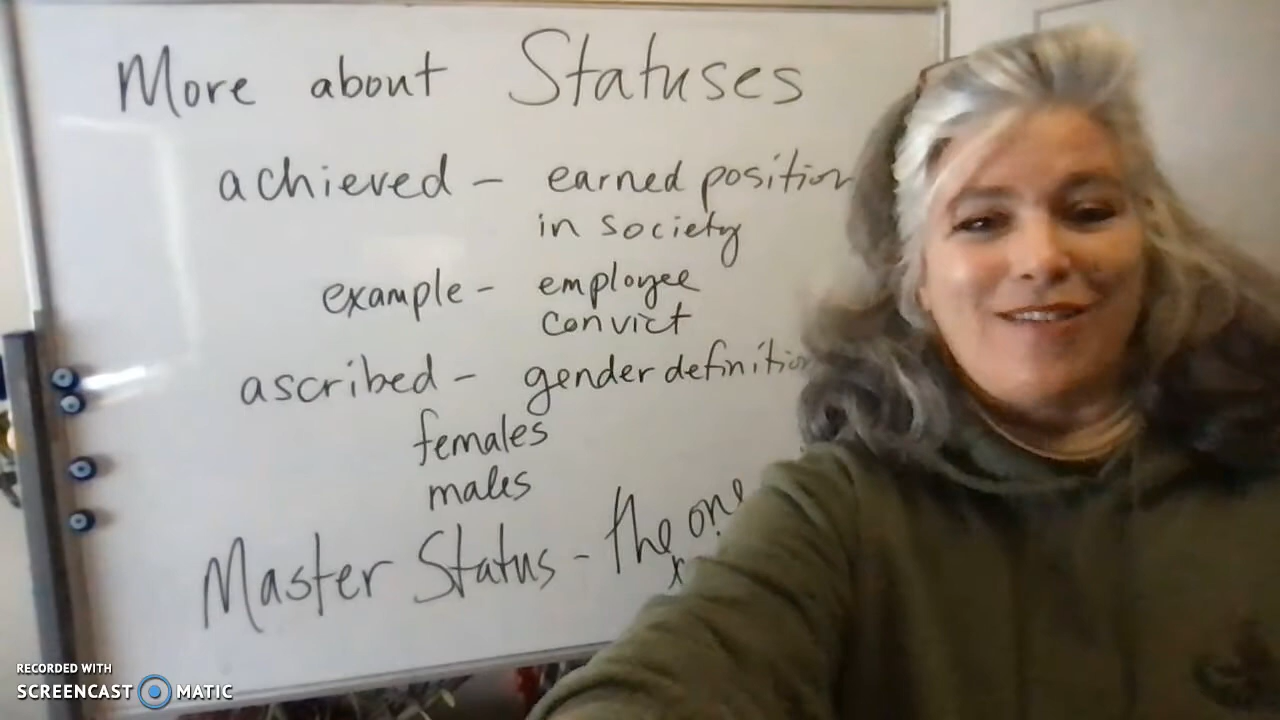 More about Statuses
achieved - earned position
in society
example - employee
convict
ascribed - gender definition
females
males
Master Status - the one
x
RECORDED WITH
SCREENCAST MATIC